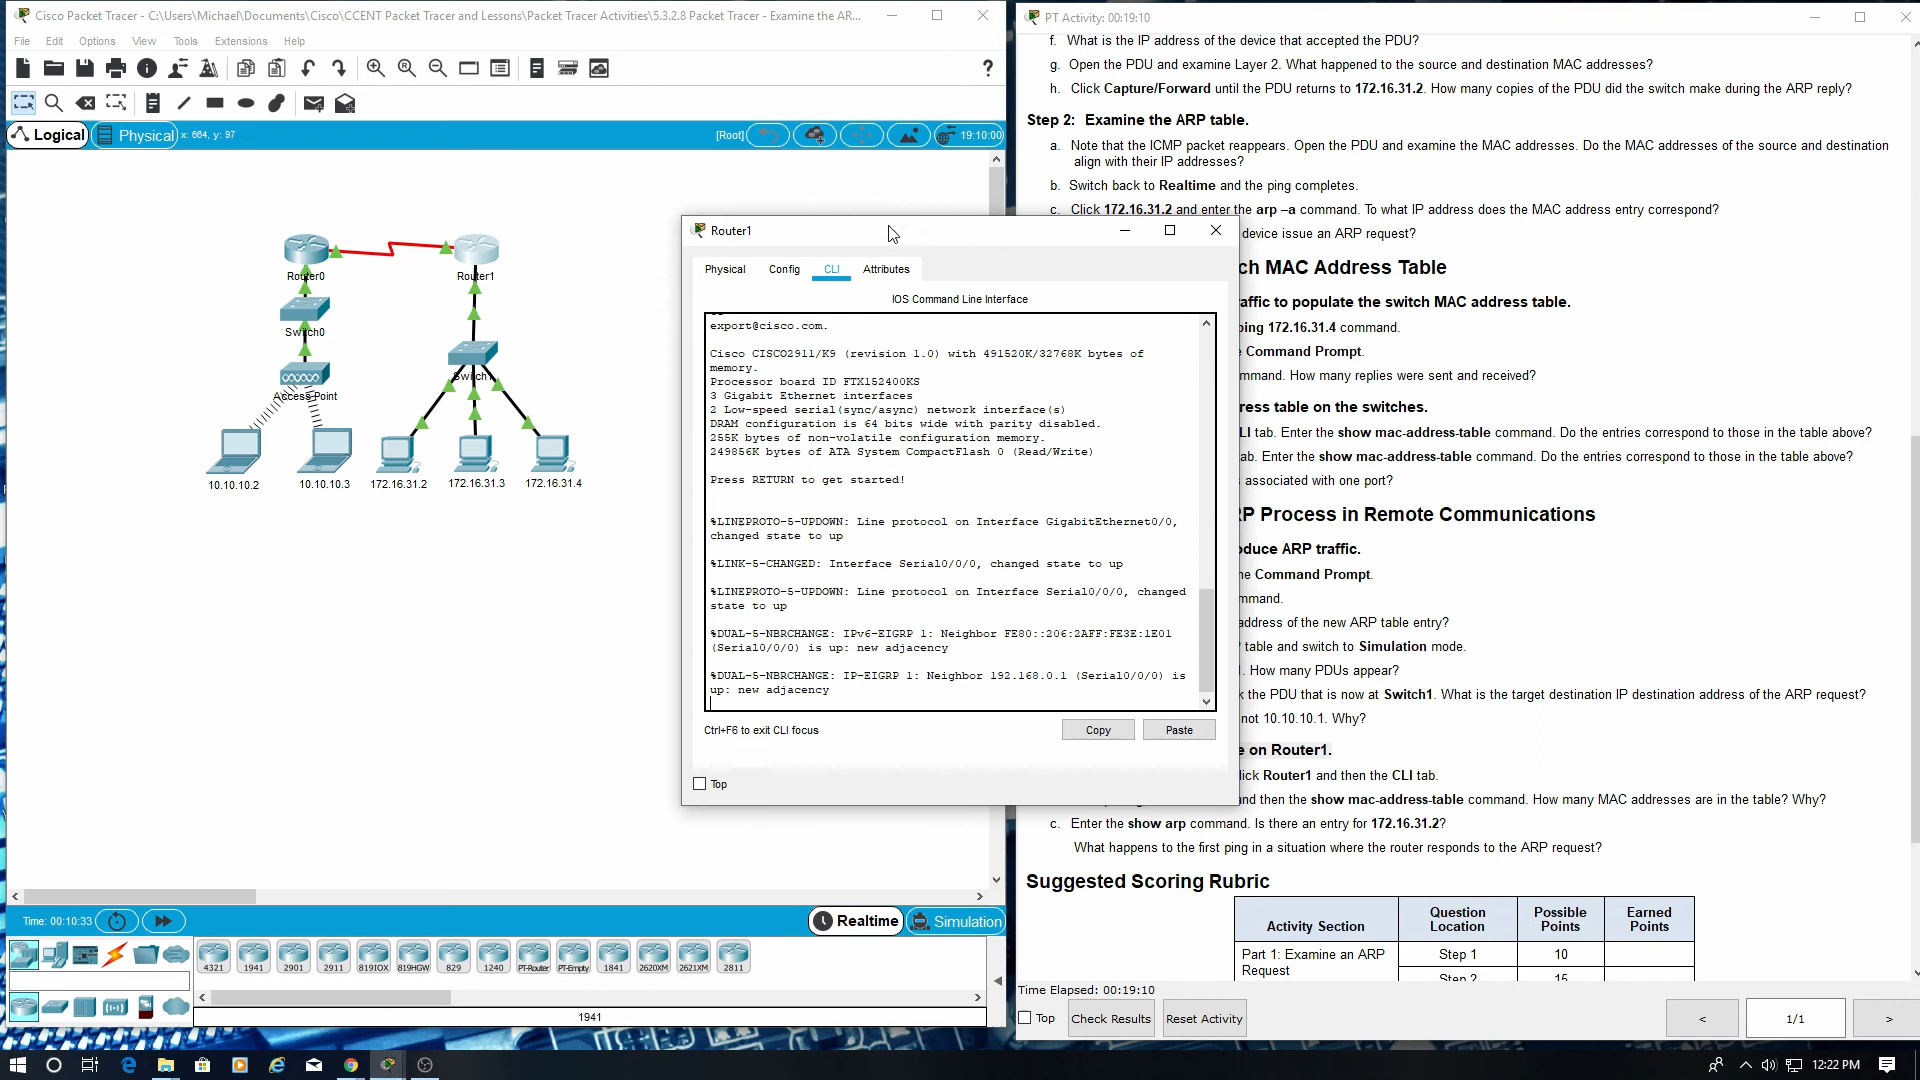 Cisco Packet Tracer - C:\Users\Michael\Documents\Cisco\CCENT Packet Tracer and Lessons\Packet Tracer Activities\5.3.2.8 Packet Tracer - Examine the AR...
File Edit Options View Tools Extensions Help
Logical Physical x: 664, y: 97 [Root] 19:10:00
Router0
Router1
Switch0
Access Point
10.10.10.2 10.10.10.3 172.16.31.2 172.16.31.3 172.16.31.4
Router1
Physical Config CLI Attributes
IOS Command Line Interface
export@cisco.com.
Cisco CISCO2911/K9 (revision 1.0) with 491520K/32768K bytes of
memory.
Processor board ID FTX152400KS
3 Gigabit Ethernet interfaces
2 Low-speed serial(sync/async) network interface(s)
DRAM configuration is 64 bits wide with parity disabled.
255K bytes of non-volatile configuration memory.
249856K bytes of ATA System CompactFlash 0 (Read/Write)
Press RETURN to get started!
%LINEPROTO-5-UPDOWN: Line protocol on Interface GigabitEthernet0/0,
changed state to up
%LINK-5-CHANGED: Interface Serial0/0/0, changed state to up
%LINEPROTO-5-UPDOWN: Line protocol on Interface Serial0/0/0, changed
state to up
%DUAL-5-NBRCHANGE: IPv6-EIGRP 1: Neighbor FE80::206:2AFF:FE3E:1E01
(Serial0/0/0) is up: new adjacency
%DUAL-5-NBRCHANGE: IP-EIGRP 1: Neighbor 192.168.0.1 (Serial0/0/0) is
up: new adjacency
Ctrl+F6 to exit CLI focus Copy Paste
Top
Time: 00:10:33 Realtime Simulation
4321 1941 2901 2911 819IOX 819HGW 829 1240 PT-Router PT-Empty 1841 2620XM 2621XM 2811
1941
PT Activity: 00:19:10
f. What is the IP address of the device that accepted the PDU?
g. Open the PDU and examine Layer 2. What happened to the source and destination MAC addresses?
h. Click Capture/Forward until the PDU returns to 172.16.31.2. How many copies of the PDU did the switch make during the ARP reply?
Step 2: Examine the ARP table.
a. Note that the ICMP packet reappears. Open the PDU and examine the MAC addresses. Do the MAC addresses of the source and destination
align with their IP addresses?
b. Switch back to Realtime and the ping completes.
c. Click 172.16.31.2 and enter the arp –a command. To what IP address does the MAC address entry correspond?
device issue an ARP request?
ch MAC Address Table
affic to populate the switch MAC address table.
ping 172.16.31.4 command.
e Command Prompt.
mmand. How many replies were sent and received?
ress table on the switches.
LI tab. Enter the show mac-address-table command. Do the entries correspond to those in the table above?
ab. Enter the show mac-address-table command. Do the entries correspond to those in the table above?
s associated with one port?
RP Process in Remote Communications
oduce ARP traffic.
he Command Prompt.
mmand.
address of the new ARP table entry?
table and switch to Simulation mode.
1. How many PDUs appear?
k the PDU that is now at Switch1. What is the target destination IP destination address of the ARP request?
not 10.10.10.1. Why?
e on Router1.
lick Router1 and then the CLI tab.
nd then the show mac-address-table command. How many MAC addresses are in the table? Why?
c. Enter the show arp command. Is there an entry for 172.16.31.2?
What happens to the first ping in a situation where the router responds to the ARP request?
Suggested Scoring Rubric
Activity Section Question Location Possible Points Earned Points
Part 1: Examine an ARP Request Step 1 10
Step 2 15
Time Elapsed: 00:19:10
Top Check Results Reset Activity < 1/1 >
12:22 PM